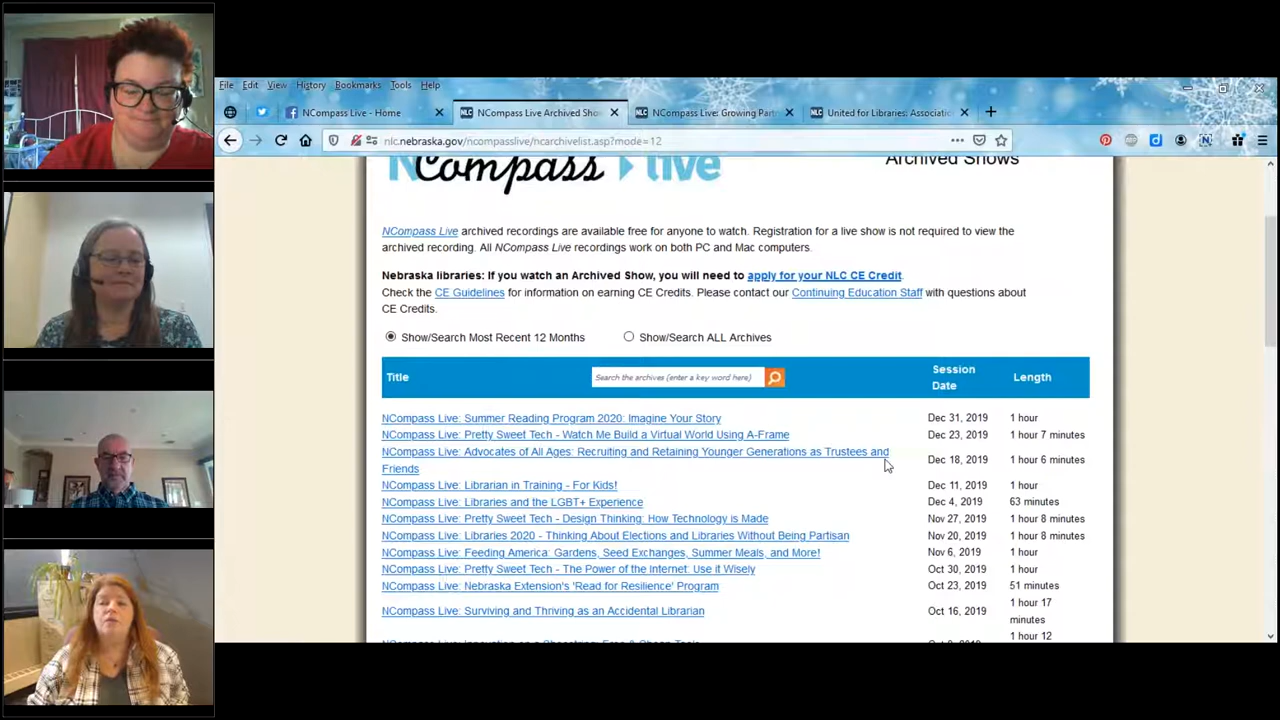 File Edit View History Bookmarks Tools Help
NCompass Live - Home
NCompass Live Archived Sho
NCompass Live: Growing Part
United for Libraries: Associati
nlc.nebraska.gov/ncompasslive/ncarchivelist.asp?mode=12
NCompass live
Archived Shows
NCompass Live archived recordings are available free for anyone to watch. Registration for a live show is not required to view the
archived recording. All NCompass Live recordings work on both PC and Mac computers.
Nebraska libraries: If you watch an Archived Show, you will need to apply for your NLC CE Credit.
Check the CE Guidelines for information on earning CE Credits. Please contact our Continuing Education Staff with questions about
CE Credits.
Show/Search Most Recent 12 Months Show/Search ALL Archives
Title Search the archives (enter a key word here) Session Date Length
NCompass Live: Summer Reading Program 2020: Imagine Your Story Dec 31, 2019 1 hour
NCompass Live: Pretty Sweet Tech - Watch Me Build a Virtual World Using A-Frame Dec 23, 2019 1 hour 7 minutes
NCompass Live: Advocates of All Ages: Recruiting and Retaining Younger Generations as Trustees and
Friends Dec 18, 2019 1 hour 6 minutes
NCompass Live: Librarian in Training - For Kids! Dec 11, 2019 1 hour
NCompass Live: Libraries and the LGBT+ Experience Dec 4, 2019 63 minutes
NCompass Live: Pretty Sweet Tech - Design Thinking: How Technology is Made Nov 27, 2019 1 hour 8 minutes
NCompass Live: Libraries 2020 - Thinking About Elections and Libraries Without Being Partisan Nov 20, 2019 1 hour 8 minutes
NCompass Live: Feeding America: Gardens, Seed Exchanges, Summer Meals, and More! Nov 6, 2019 1 hour
NCompass Live: Pretty Sweet Tech - The Power of the Internet: Use it Wisely Oct 30, 2019 1 hour
NCompass Live: Nebraska Extension's 'Read for Resilience' Program Oct 23, 2019 51 minutes
NCompass Live: Surviving and Thriving as an Accidental Librarian Oct 16, 2019 1 hour 17
minutes
1 hour 12